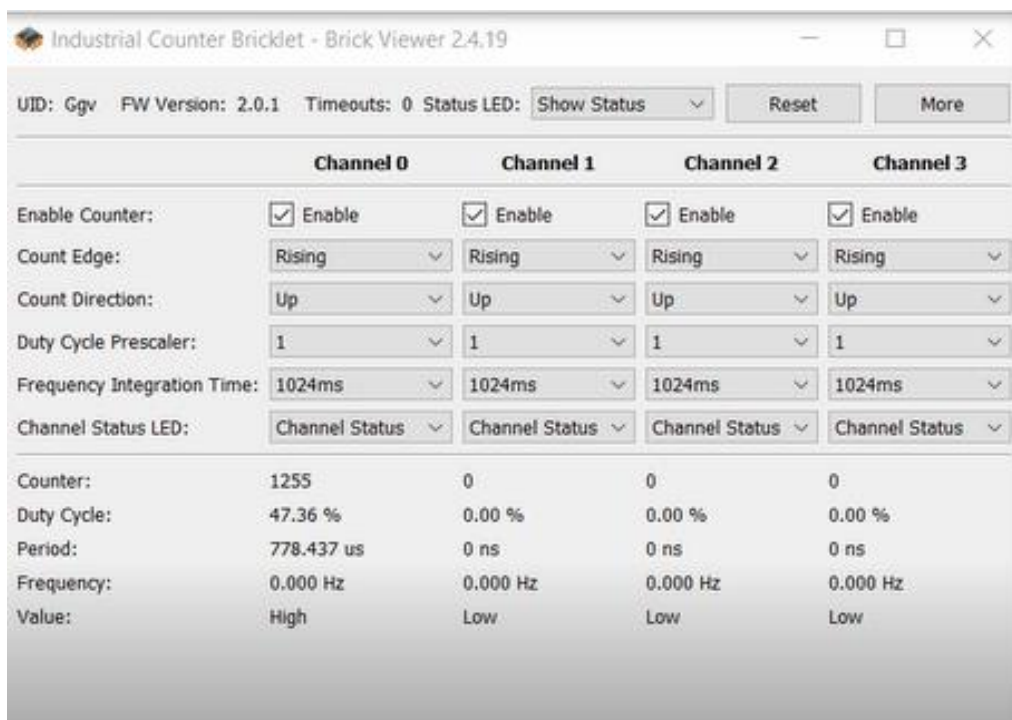 Industrial Counter Bricklet - Brick Viewer 2.4.19
UID: Ggv FW Version: 2.0.1 Timeouts: 0 Status LED: Show Status Reset More
Channel 0 Channel 1 Channel 2 Channel 3
Enable Counter: Enable Enable Enable Enable
Count Edge: Rising Rising Rising Rising
Count Direction: Up Up Up Up
Duty Cycle Prescaler: 1 1 1 1
Frequency Integration Time: 1024ms 1024ms 1024ms 1024ms
Channel Status LED: Channel Status Channel Status Channel Status Channel Status
Counter: 1255 0 0 0
Duty Cycle: 47.36 % 0.00 % 0.00 % 0.00 %
Period: 778.437 us 0 ns 0 ns 0 ns
Frequency: 0.000 Hz 0.000 Hz 0.000 Hz 0.000 Hz
Value: High Low Low Low